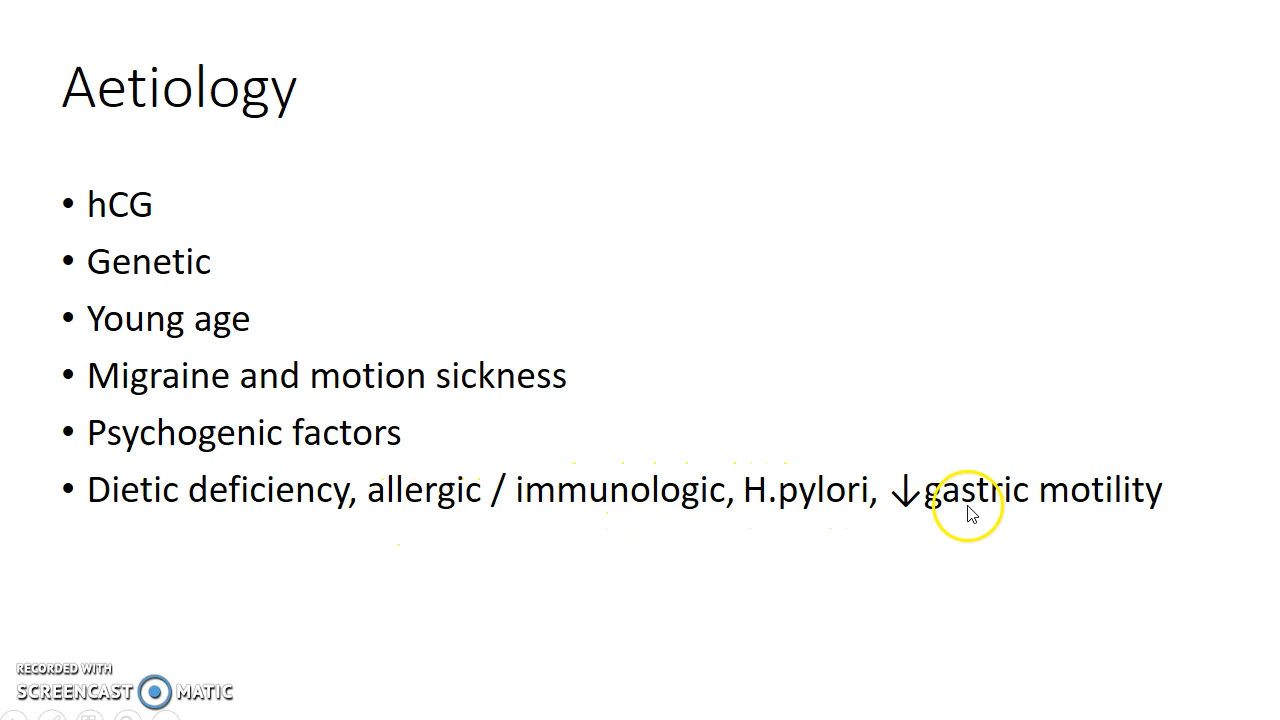 Aetiology
• hCG
• Genetic
• Young age
• Migraine and motion sickness
• Psychogenic factors
• Dietic deficiency, allergic / immunologic, H.pylori, ↓gastric motility
RECORDED WITH
SCREENCAST MATIC